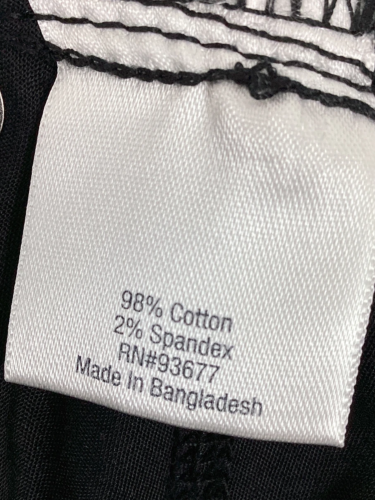 98% Cotton
2% Spandex
RN#93677
Made In Bangladesh